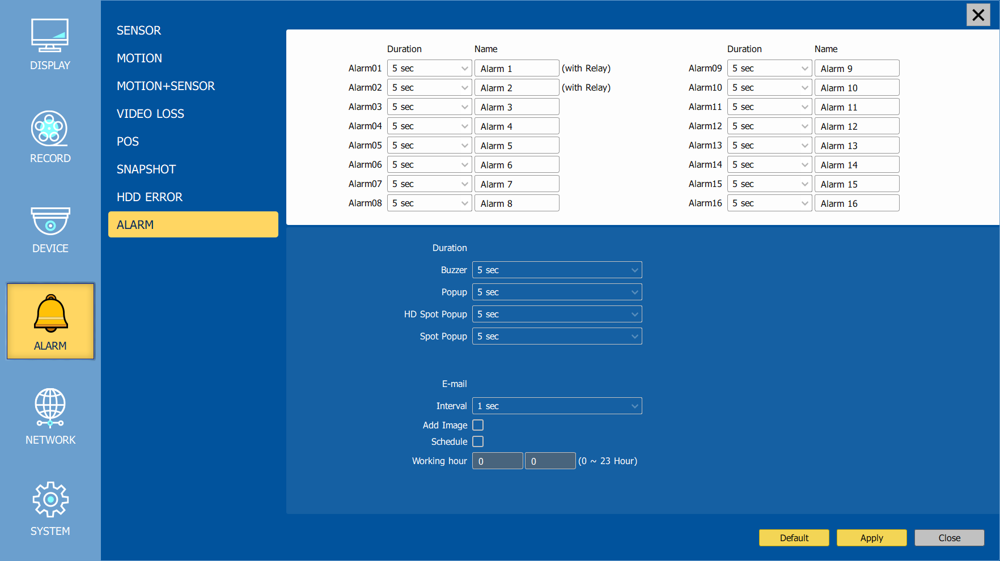 DISPLAY
RECORD
DEVICE
ALARM
NETWORK
SYSTEM
SENSOR
MOTION
MOTION+SENSOR
VIDEO LOSS
POS
SNAPSHOT
HDD ERROR
ALARM
Duration Name Duration Name
Alarm01 5 sec Alarm 1 (with Relay) Alarm09 5 sec Alarm 9
Alarm02 5 sec Alarm 2 (with Relay) Alarm10 5 sec Alarm 10
Alarm03 5 sec Alarm 3 Alarm11 5 sec Alarm 11
Alarm04 5 sec Alarm 4 Alarm12 5 sec Alarm 12
Alarm05 5 sec Alarm 5 Alarm13 5 sec Alarm 13
Alarm06 5 sec Alarm 6 Alarm14 5 sec Alarm 14
Alarm07 5 sec Alarm 7 Alarm15 5 sec Alarm 15
Alarm08 5 sec Alarm 8 Alarm16 5 sec Alarm 16
Duration
Buzzer 5 sec
Popup 5 sec
HD Spot Popup 5 sec
Spot Popup 5 sec
E-mail
Interval 1 sec
Add Image
Schedule
Working hour 0 0 (0 ~ 23 Hour)
Default Apply Close